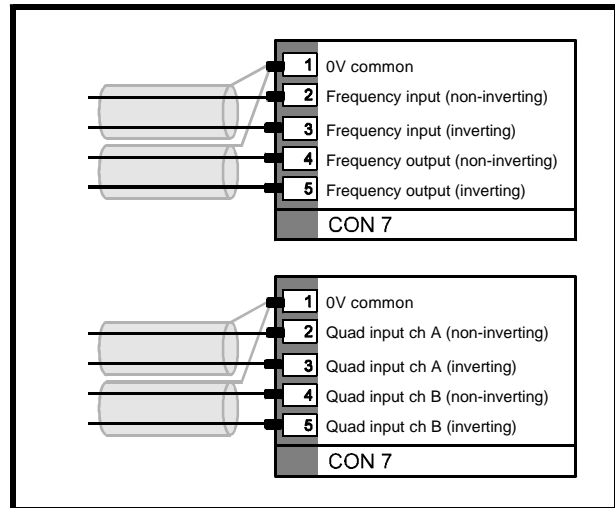 1 0V common
2 Frequency input (non-inverting)
3 Frequency input (inverting)
4 Frequency output (non-inverting)
5 Frequency output (inverting)
CON 7
1 0V common
2 Quad input ch A (non-inverting)
3 Quad input ch A (inverting)
4 Quad input ch B (non-inverting)
5 Quad input ch B (inverting)
CON 7